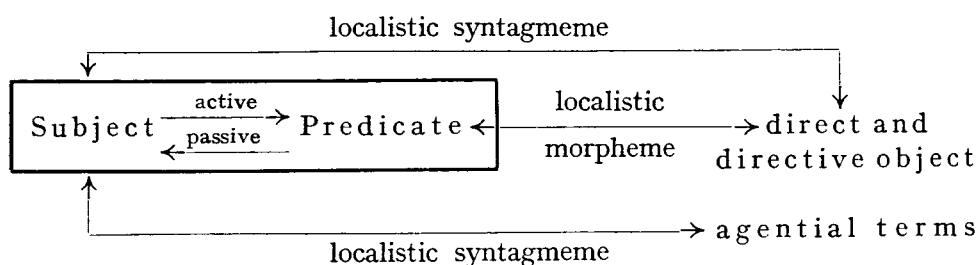 localistic syntagmeme
active
Subject Predicate localistic direct and
passive morpheme directive object
agential terms
localistic syntagmeme